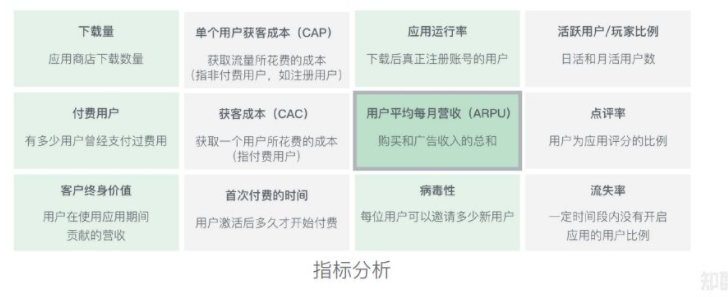 下载量
应用商店下载数量
单个用户获客成本（CAP）
获取流量所花费的成本
（指非付费用户，如注册用户）
应用运行率
下载后真正注册账号的用户
活跃用户/玩家比例
日活和月活用户数
付费用户
有多少用户曾经支付过费用
获客成本（CAC）
获取一个用户所花费的成本
（指付费用户）
用户平均每月营收（ARPU）
购买和广告收入的总和
点评率
用户为应用评分的比例
客户终身价值
用户在使用应用期间
贡献的营收
首次付费的时间
用户激活后多久才开始付费
病毒性
每位用户可以邀请多少新用户
流失率
一定时间段内没有开启
应用的用户比例
指标分析
知